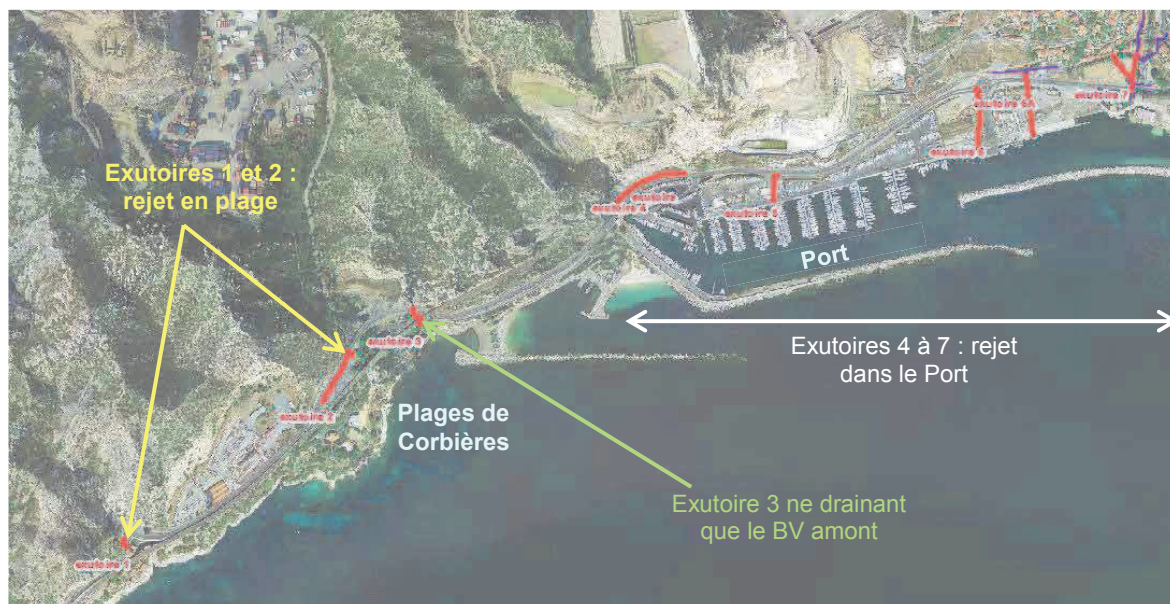 Exutoires 1 et 2 :
rejet en plage
exutoire 1
exutoire 2
exutoire 3
Plages de
Corbières
exutoire 4
exutoire
exutoire 5
exutoire 6
exutoire 6A
exutoire 7
Port
Exutoires 4 à 7 : rejet
dans le Port
Exutoire 3 ne drainant
que le BV amont